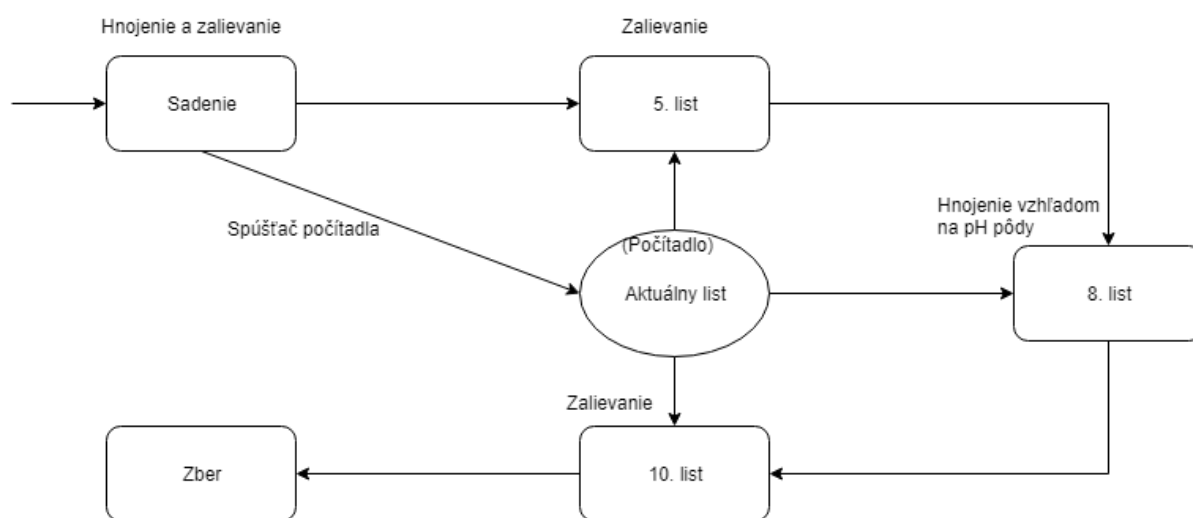 Hnojenie a zalievanie
Zalievanie
Sadenie
5. list
Spúšťač počítadla
Hnojenie vzhľadom
na pH pôdy
(Počítadlo)
Aktuálny list
8. list
Zalievanie
Zber
10. list